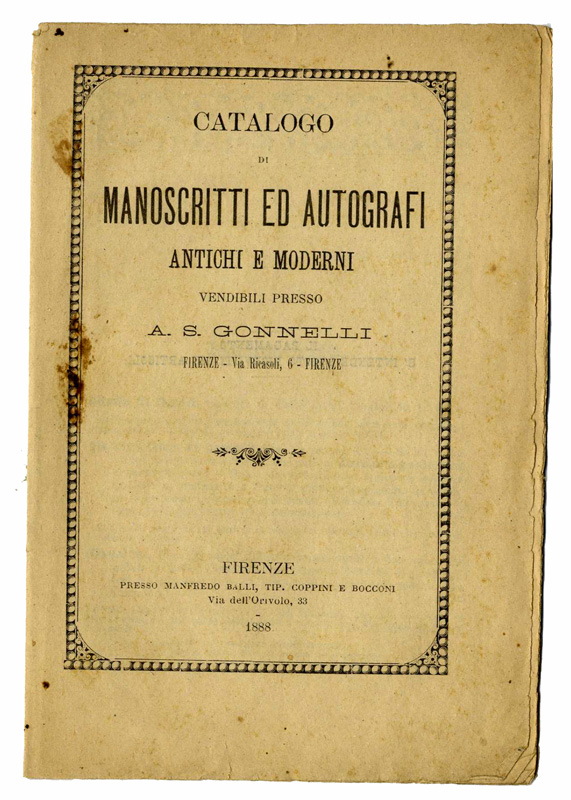 CATALOGO
DI
MANOSCRITTI ED AUTOGRAFI
ANTICHI E MODERNI
VENDIBILI PRESSO
A. S. GONNELLI
FIRENZE - Via Ricasoli, 6 - FIRENZE
FIRENZE
PRESSO MANFREDO BALLI, TIP. COPPINI E BOCCONI
Via dell'Orivolo, 33
-
1888